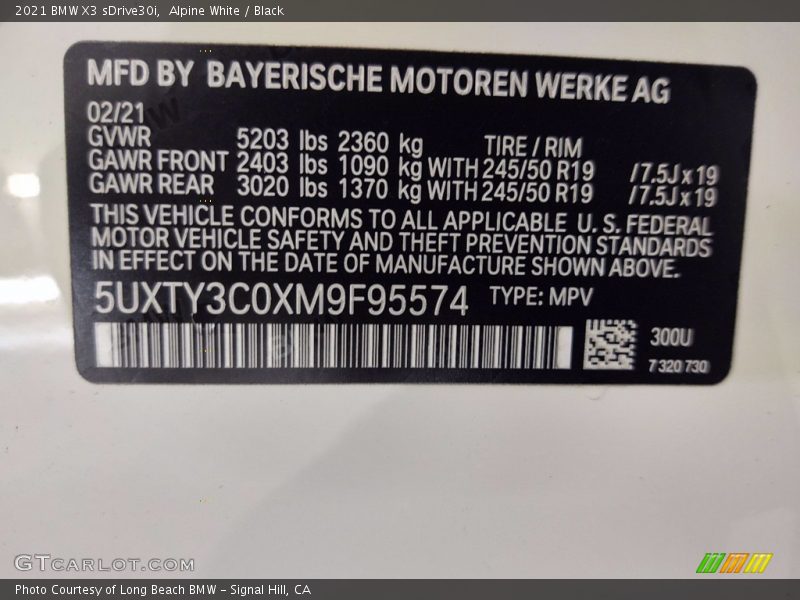 2021 BMW X3 sDrive30i, Alpine White / Black
MFD BY BAYERISCHE MOTOREN WERKE AG
02/21
GVWR 5203 lbs 2360 kg TIRE / RIM
GAWR FRONT 2403 lbs 1090 kg WITH 245/50 R19 /7.5J x 19
GAWR REAR 3020 lbs 1370 kg WITH 245/50 R19 /7.5J x 19
THIS VEHICLE CONFORMS TO ALL APPLICABLE U. S. FEDERAL
MOTOR VEHICLE SAFETY AND THEFT PREVENTION STANDARDS
IN EFFECT ON THE DATE OF MANUFACTURE SHOWN ABOVE.
5UXTY3C0XM9F95574 TYPE: MPV
300U
7 320 730
GTCARLOT.COM
Photo Courtesy of Long Beach BMW - Signal Hill, CA